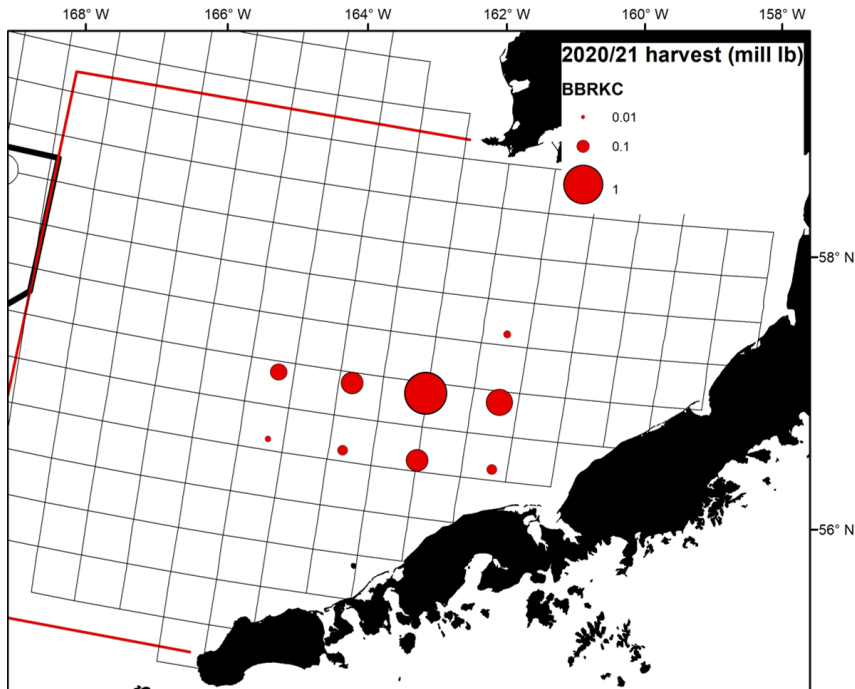 168° W 166° W 164° W 162° W 160° W 158° W
2020/21 harvest (mill lb)
BBRKC
0.01
0.1
1
58° N
56° N